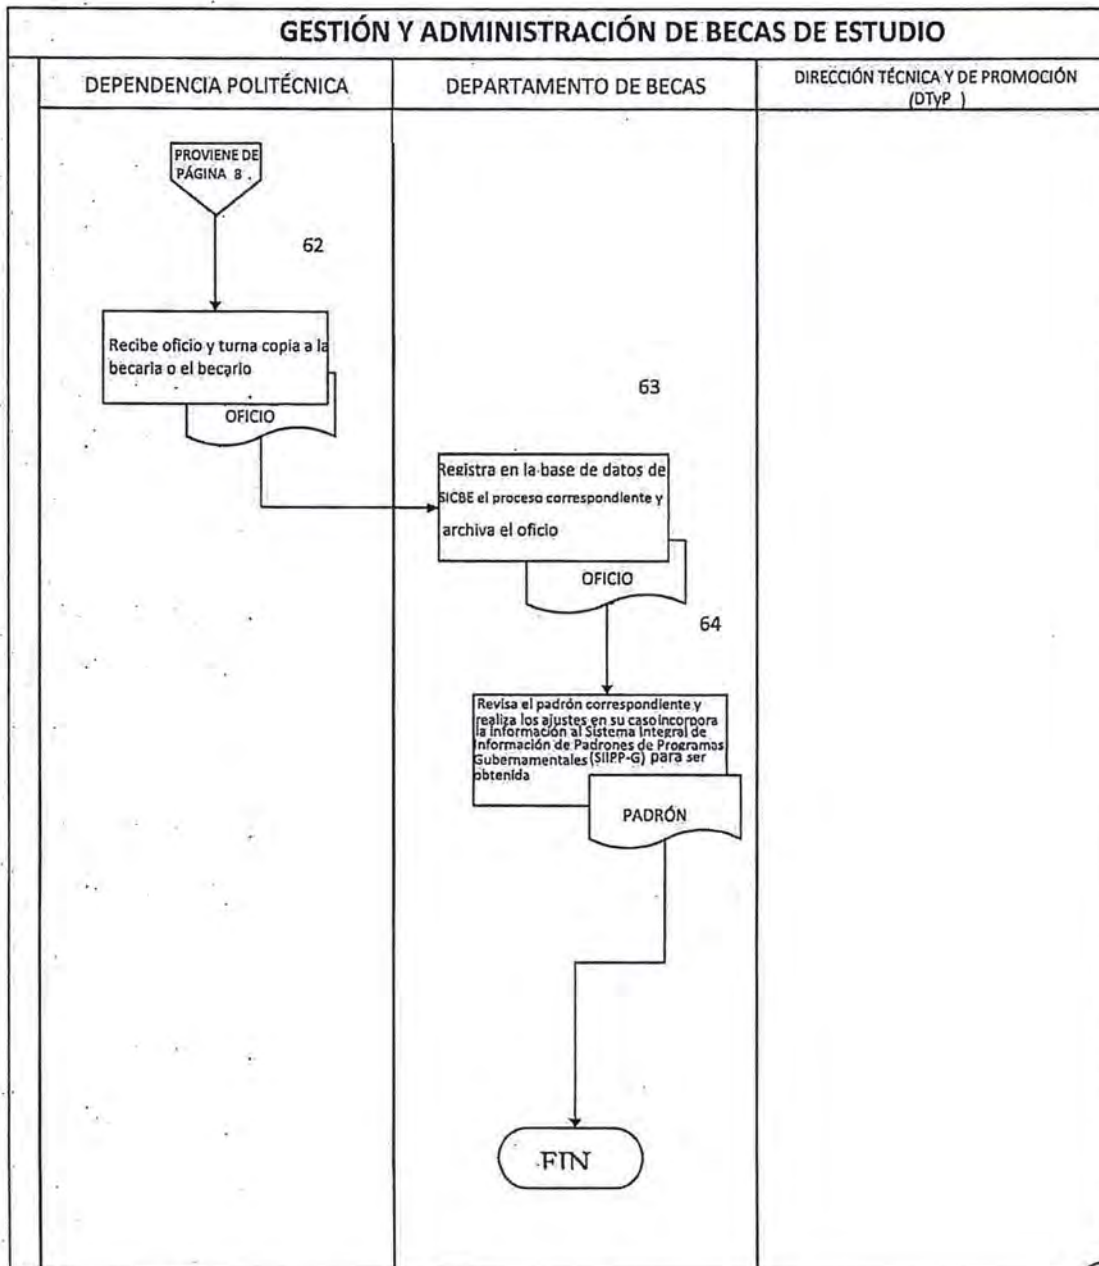 GESTIÓN Y ADMINISTRACIÓN DE BECAS DE ESTUDIO
DEPENDENCIA POLITÉCNICA
DEPARTAMENTO DE BECAS
DIRECCIÓN TÉCNICA Y DE PROMOCIÓN
(DTyP )
PROVIENE DE
PÁGINA 8 .
62
Recibe oficio y turna copia a la
becaria o el becario
OFICIO
63
Registra en la base de datos de
SICBE el proceso correspondiente y
archiva el oficio
OFICIO
64
Revisa el padrón correspondiente y
realiza los ajustes en su caso incorpora
la información al Sistema Integral de
Información de Padrones de Programas
Gubernamentales (SIIPP-G) para ser
obtenida
PADRÓN
FIN